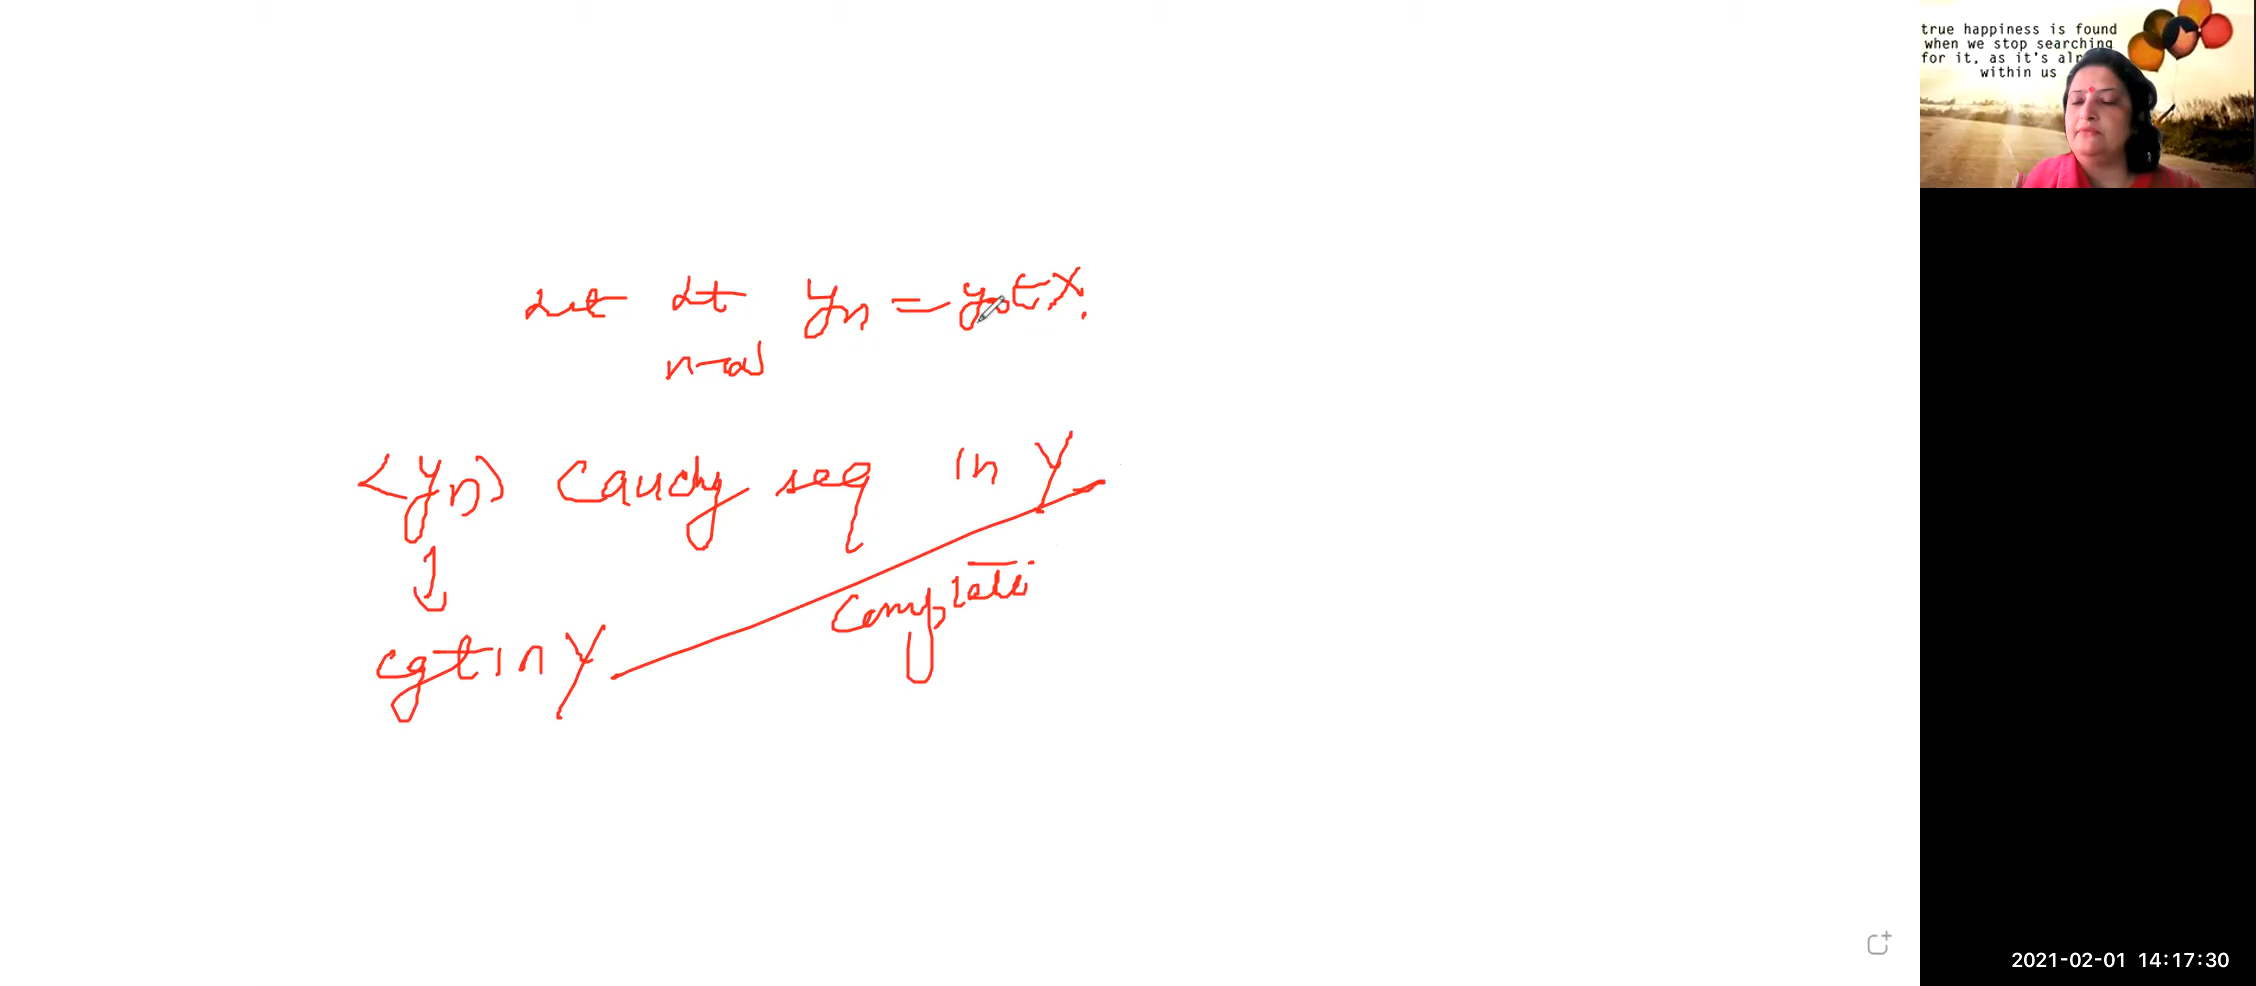 Let Lt yn = y0 ∈ X.
n→∞
<yn> Cauchy seq in Y
Complete
cgt in Y
true happiness is found
when we stop searching
for it, as it's alr
within us
2021-02-01 14:17:30